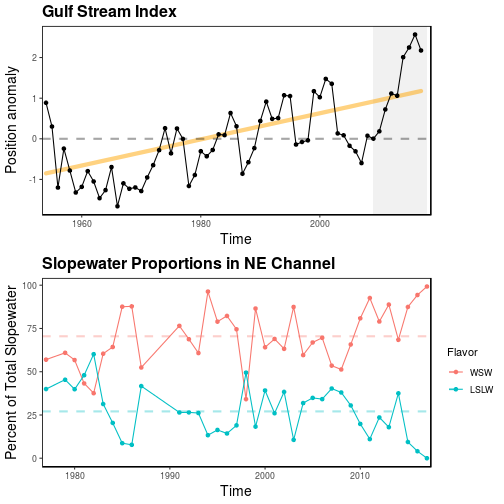 Gulf Stream Index
Position anomaly
2
1
0
-1
1960
1980
2000
Time
Slopewater Proportions in NE Channel
Percent of Total Slopewater
100
75
50
25
0
1980
1990
2000
2010
Time
Flavor
WSW
LSLW